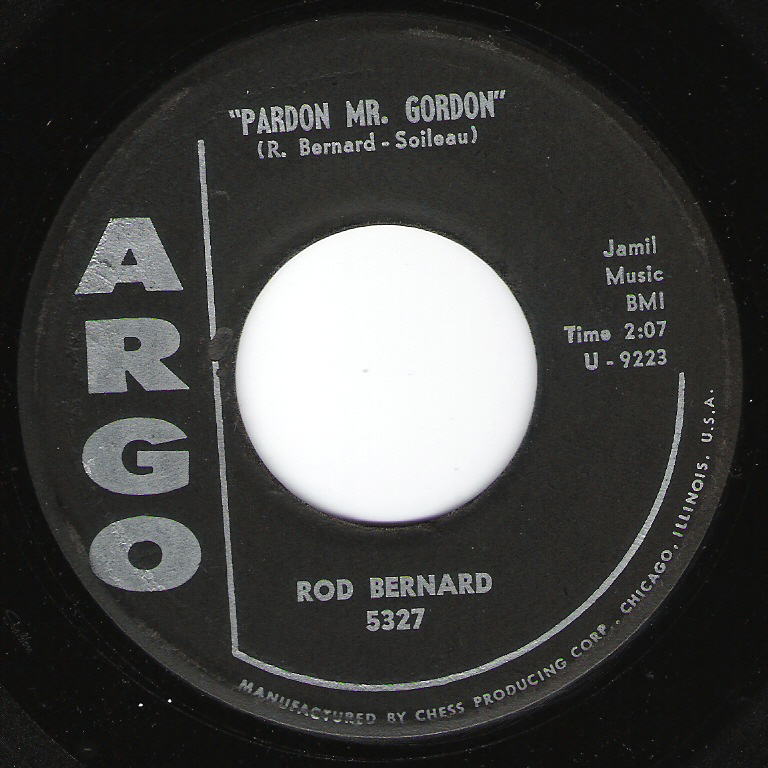 "PARDON MR. GORDON"
(R. Bernard - Soileau)
ARGO
Jamil
Music
BMI
Time 2:07
U - 9223
ROD BERNARD
5327
MANUFACTURED BY CHESS PRODUCING CORP., CHICAGO, ILLINOIS. U.S.A.